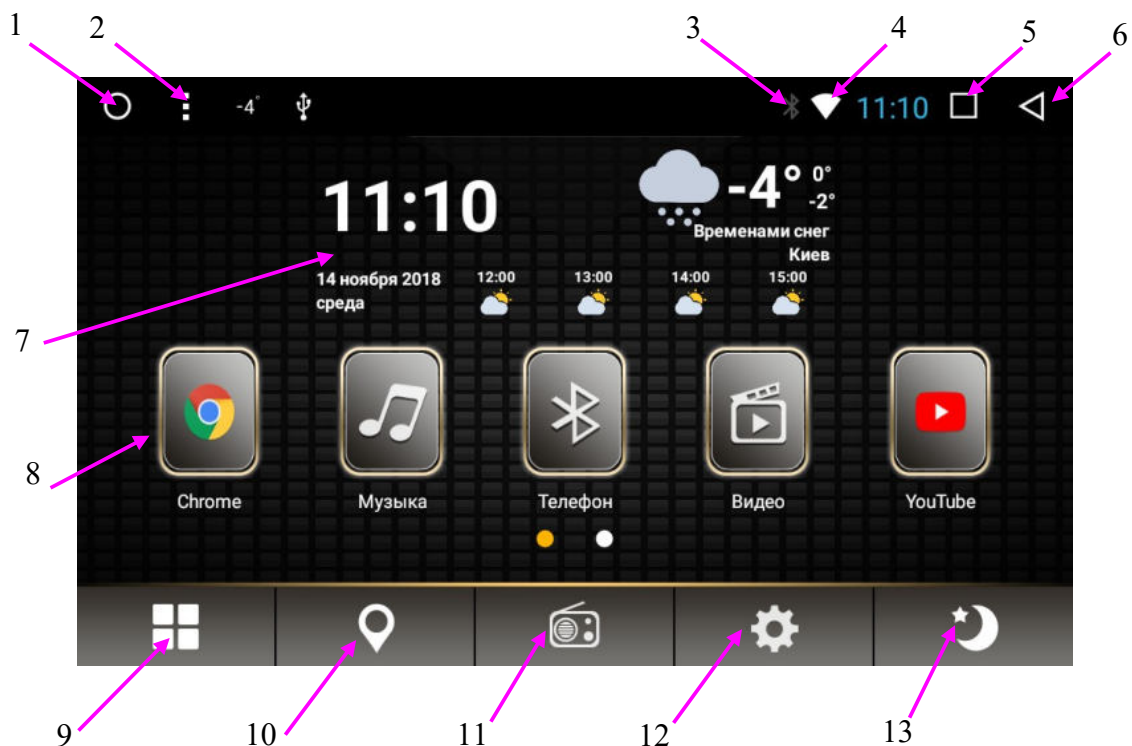 1 2 3 4 5 6
-4° 11:10
11:10 -4° 0°
-2°
Временами снег
Киев
14 ноября 2018
среда
12:00 13:00 14:00 15:00
7
8
Chrome Музыка Телефон Видео YouTube
9 10 11 12 13